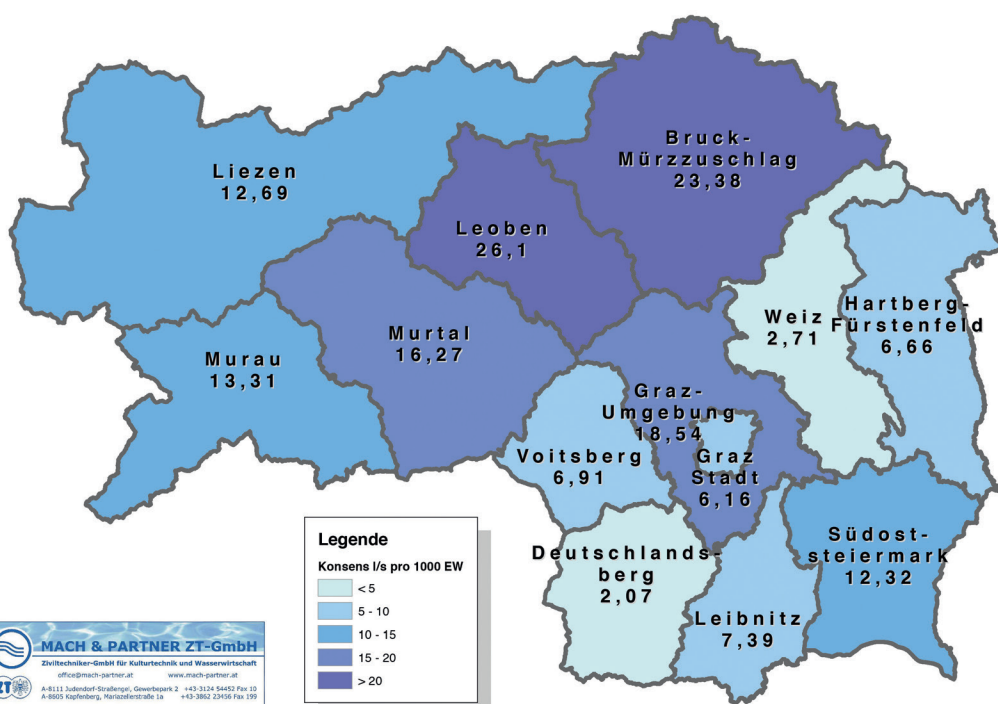 Bruck-
Mürzzuschlag
23,38
Liezen
12,69
Leoben
26,1
Weiz
2,71
Hartberg-
Fürstenfeld
6,66
Murtal
16,27
Murau
13,31
Graz-
Umgebung
18,54
Graz
Stadt
6,16
Voitsberg
6,91
Deutschlands-
berg
2,07
Südost-
steiermark
12,32
Leibnitz
7,39
Legende
Konsens l/s pro 1000 EW
< 5
5 - 10
10 - 15
15 - 20
> 20
MACH & PARTNER ZT-GmbH
Ziviltechniker-GmbH für Kulturtechnik und Wasserwirtschaft
office@mach-partner.at www.mach-partner.at
A-8111 Judendorf-Straßengel, Gewerbepark 2 +43-3124 54452 Fax 10
A-8605 Kapfenberg, Mariazellerstraße 1a +43-3862 23456 Fax 199
ZT